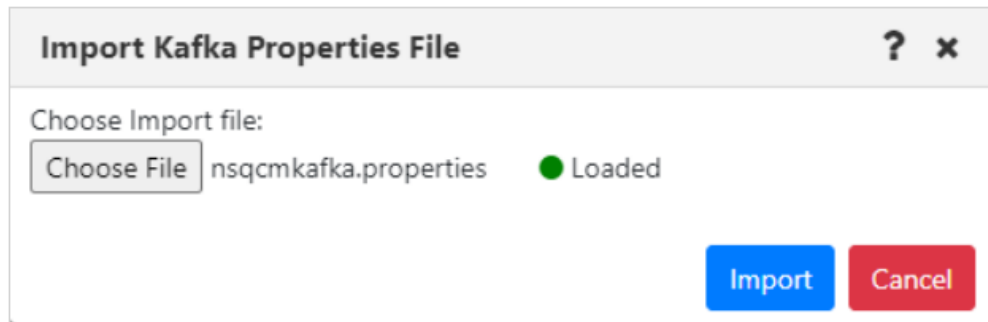 Import Kafka Properties File ? ×
Choose Import file:
Choose File nsqcmkafka.properties Loaded
Import Cancel